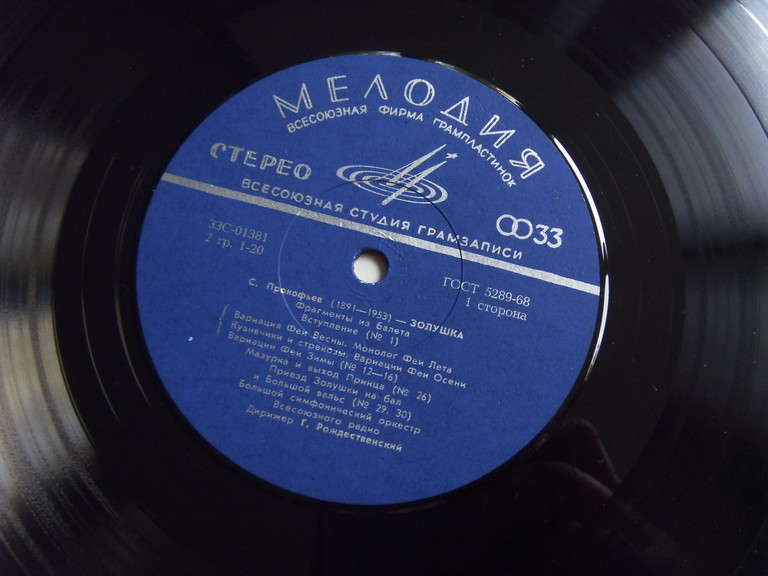 МЕЛОДИЯ
ВСЕСОЮЗНАЯ ФИРМА ГРАМПЛАСТИНОК
СТЕРЕО
ВСЕСОЮЗНАЯ СТУДИЯ ГРАМЗАПИСИ
33
33С-01381
2 гр. 1-20
ГОСТ 5289-68
1 сторона
С. Прокофьев (1891—1953) — ЗОЛУШКА
Фрагменты из балета
Вступление (№ 1)
Вариация Феи Весны, Монолог Феи Лета
Кузнечики и стрекозы, Вариации Феи Осени
Вариации Феи Зимы (№ 12—16)
Мазурка и выход Принца (№ 26)
Приезд Золушки на бал
и Большой вальс (№ 29, 30)
Большой симфонический оркестр
Всесоюзного радио
Дирижер Г. Рождественский